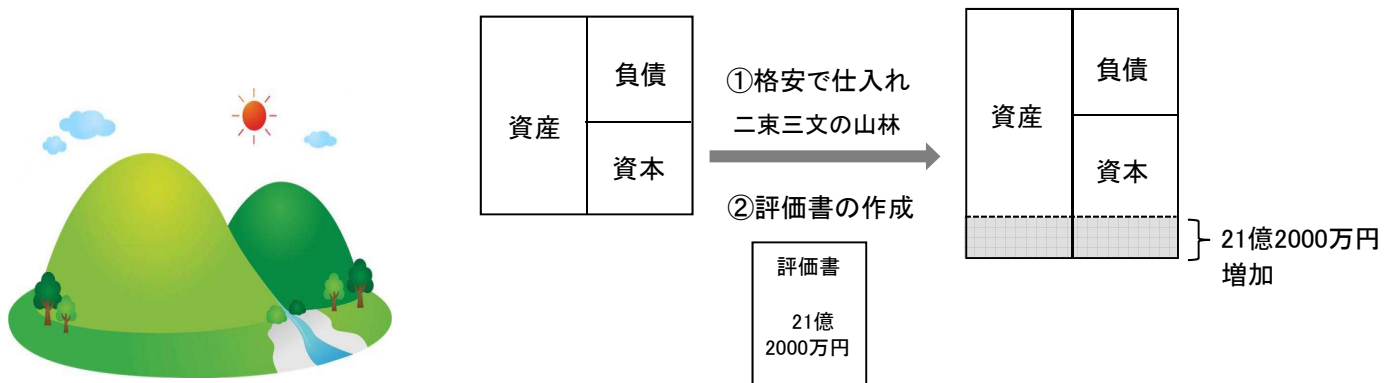 資産
負債
資本
①格安で仕入れ
二束三文の山林
②評価書の作成
評価書
21億
2000万円
資産
負債
資本
21億2000万円
増加